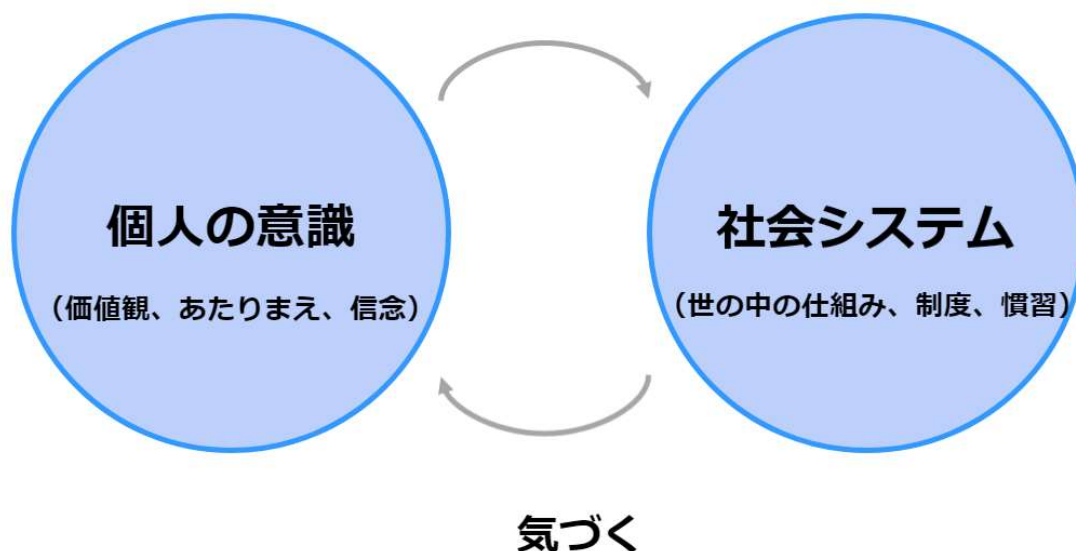 個人の意識
（価値観、あたりまえ、信念）
社会システム
（世の中の仕組み、制度、慣習）
気づく